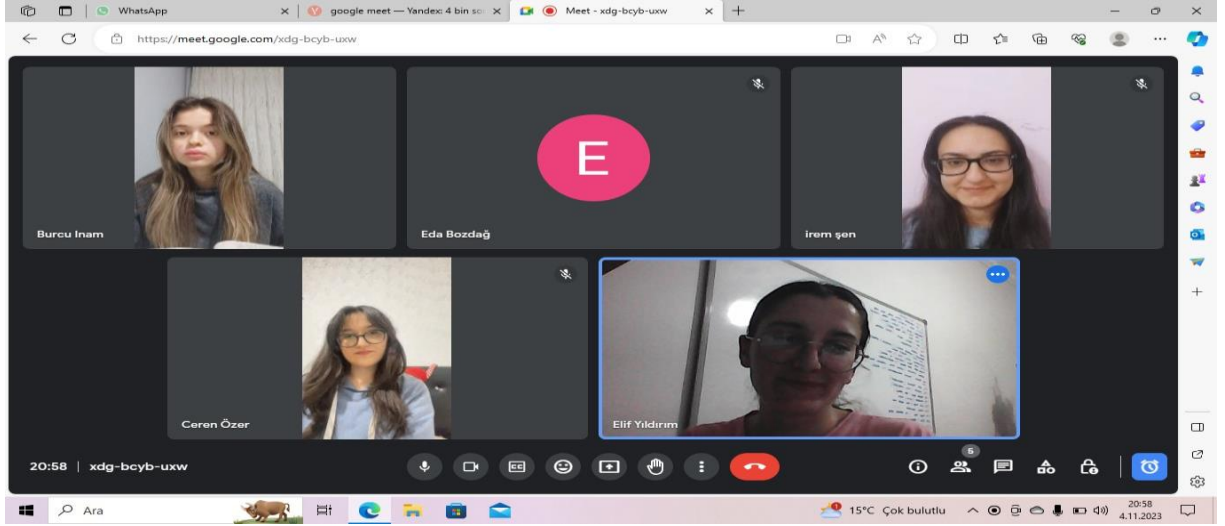 WhatsApp
google meet — Yandex: 4 bin so
Meet - xdg-bcyb-uxw
https://meet.google.com/xdg-bcyb-uxw
E
Burcu Inam
Eda Bozdağ
irem şen
Ceren Özer
Elif Yıldırım
20:58 | xdg-bcyb-uxw
5
Ara
15°C Çok bulutlu
20:58
4.11.2023